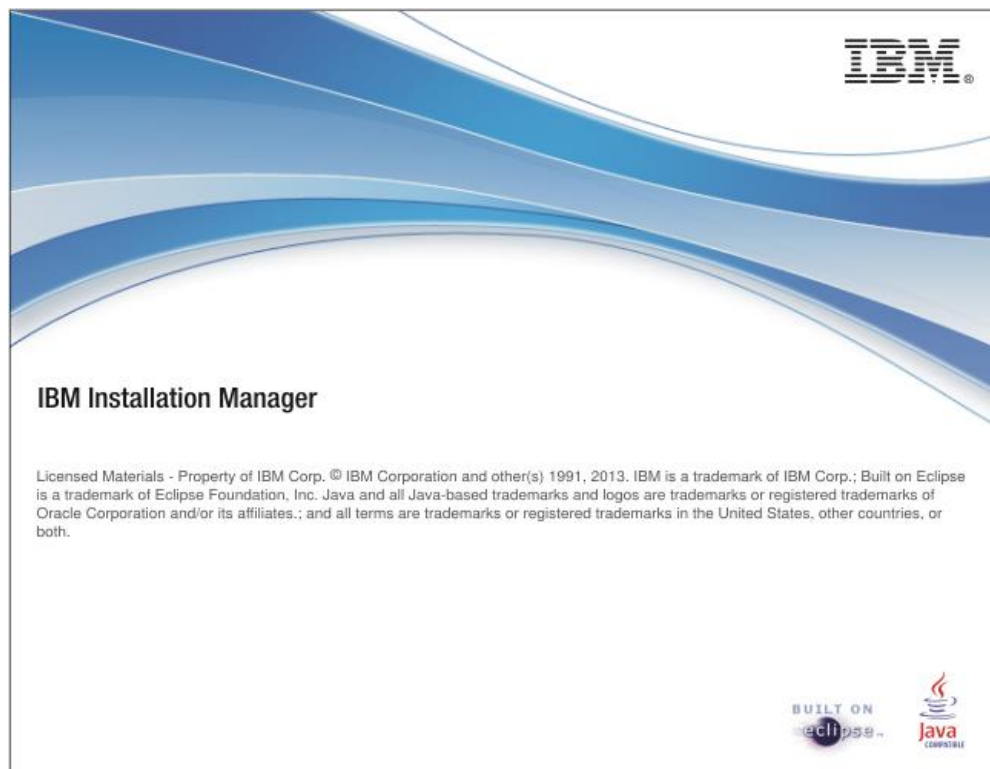 IBM®
IBM Installation Manager
Licensed Materials - Property of IBM Corp. © IBM Corporation and other(s) 1991, 2013. IBM is a trademark of IBM Corp.; Built on Eclipse
is a trademark of Eclipse Foundation, Inc. Java and all Java-based trademarks and logos are trademarks or registered trademarks of
Oracle Corporation and/or its affiliates.; and all terms are trademarks or registered trademarks in the United States, other countries, or
both.
BUILT ON
eclipse™
Java
COMPATIBLE